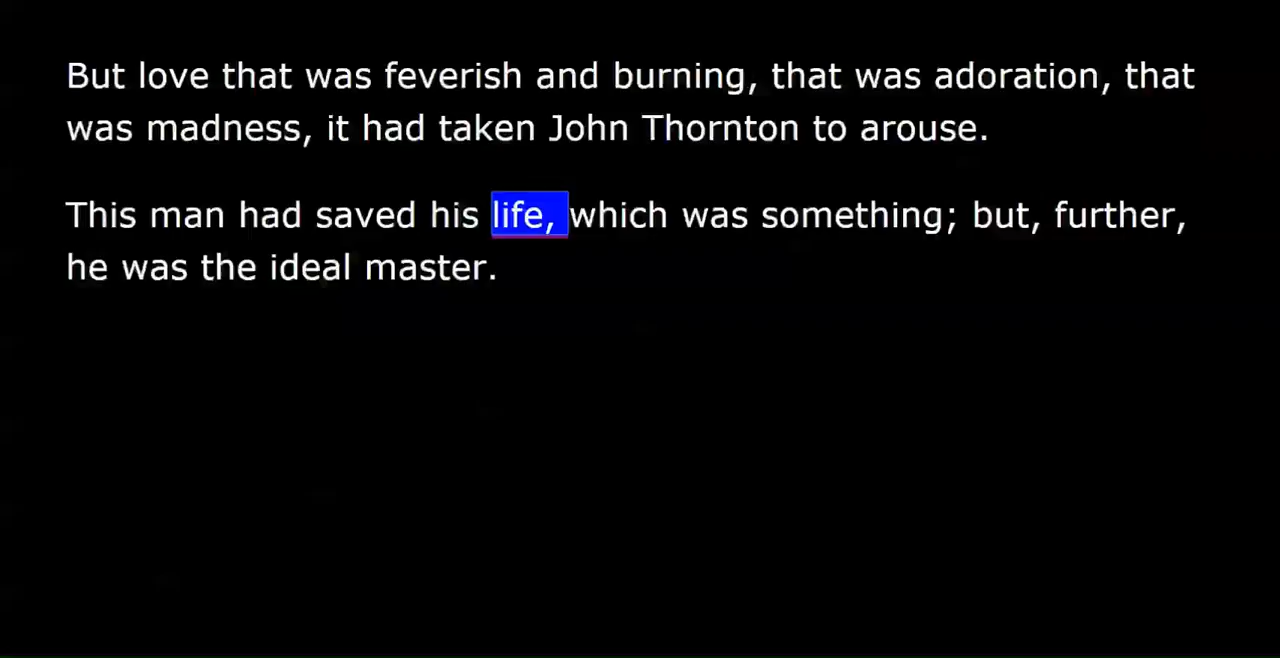 But love that was feverish and burning, that was adoration, that
was madness, it had taken John Thornton to arouse.
This man had saved his life, which was something; but, further,
he was the ideal master.